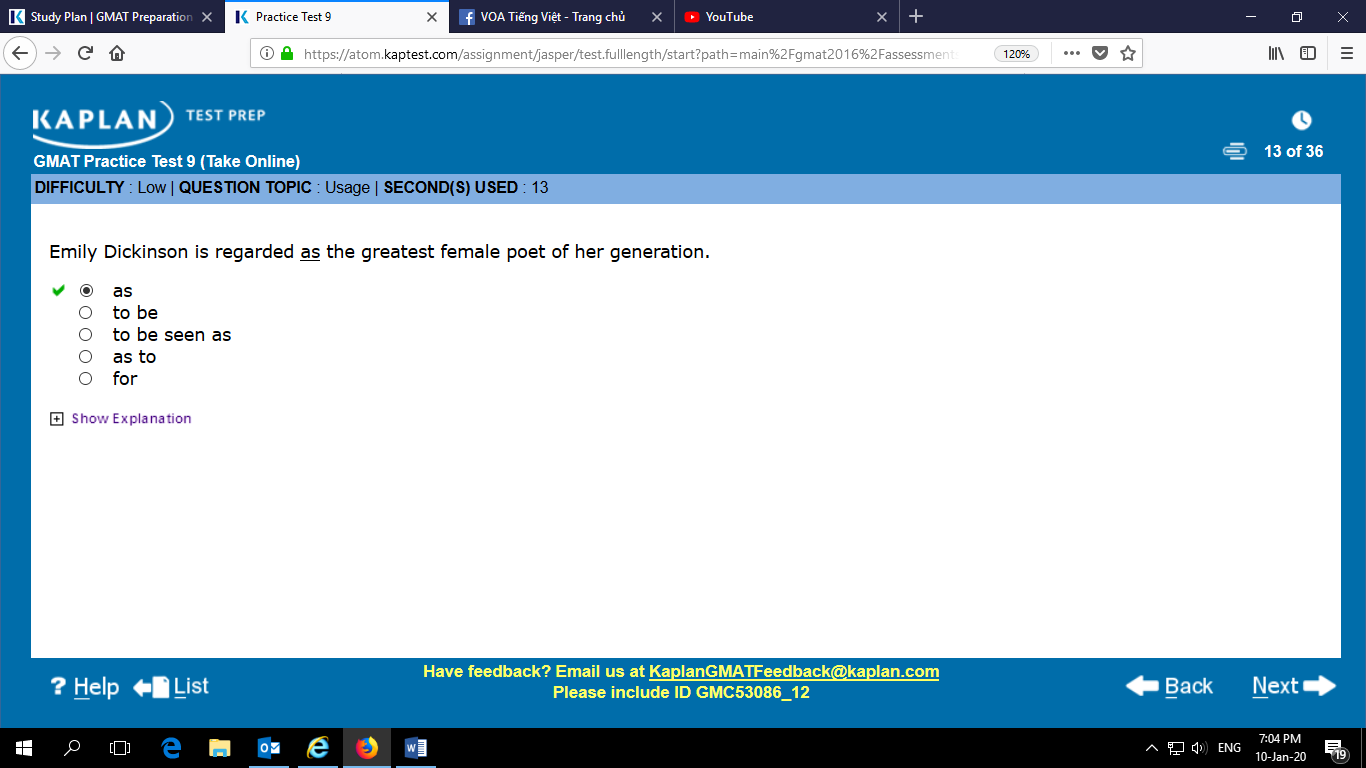 Study Plan | GMAT Preparation
Practice Test 9
VOA Tiếng Việt - Trang chủ
YouTube
https://atom.kaptest.com/assignment/jasper/test.fulllength/start?path=main%2Fgmat2016%2Fassessment
120%
KAPLAN TEST PREP
GMAT Practice Test 9 (Take Online)
13 of 36
DIFFICULTY : Low | QUESTION TOPIC : Usage | SECOND(S) USED : 13
Emily Dickinson is regarded as the greatest female poet of her generation.
as
to be
to be seen as
as to
for
Show Explanation
Have feedback? Email us at KaplanGMATFeedback@kaplan.com
Please include ID GMC53086_12
? Help
List
Back
Next
ENG
7:04 PM
10-Jan-20
19